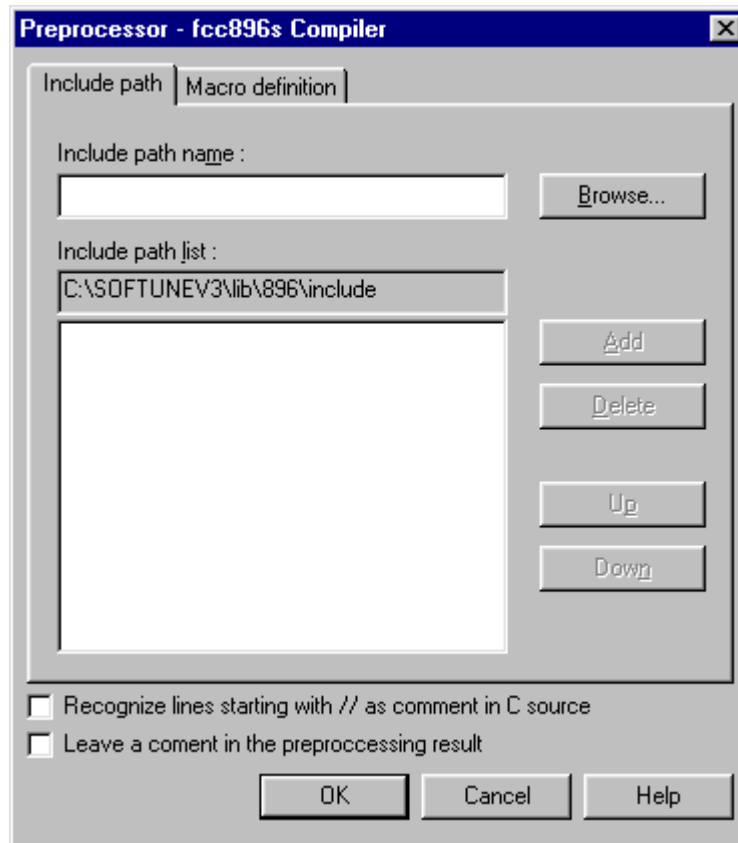 Preprocessor - fcc896s Compiler
Include path
Macro definition
Include path name :
Browse...
Include path list :
C:\SOFTUNEV3\lib\896\include
Add
Delete
Up
Down
Recognize lines starting with // as comment in C source
Leave a coment in the preproccessing result
OK
Cancel
Help